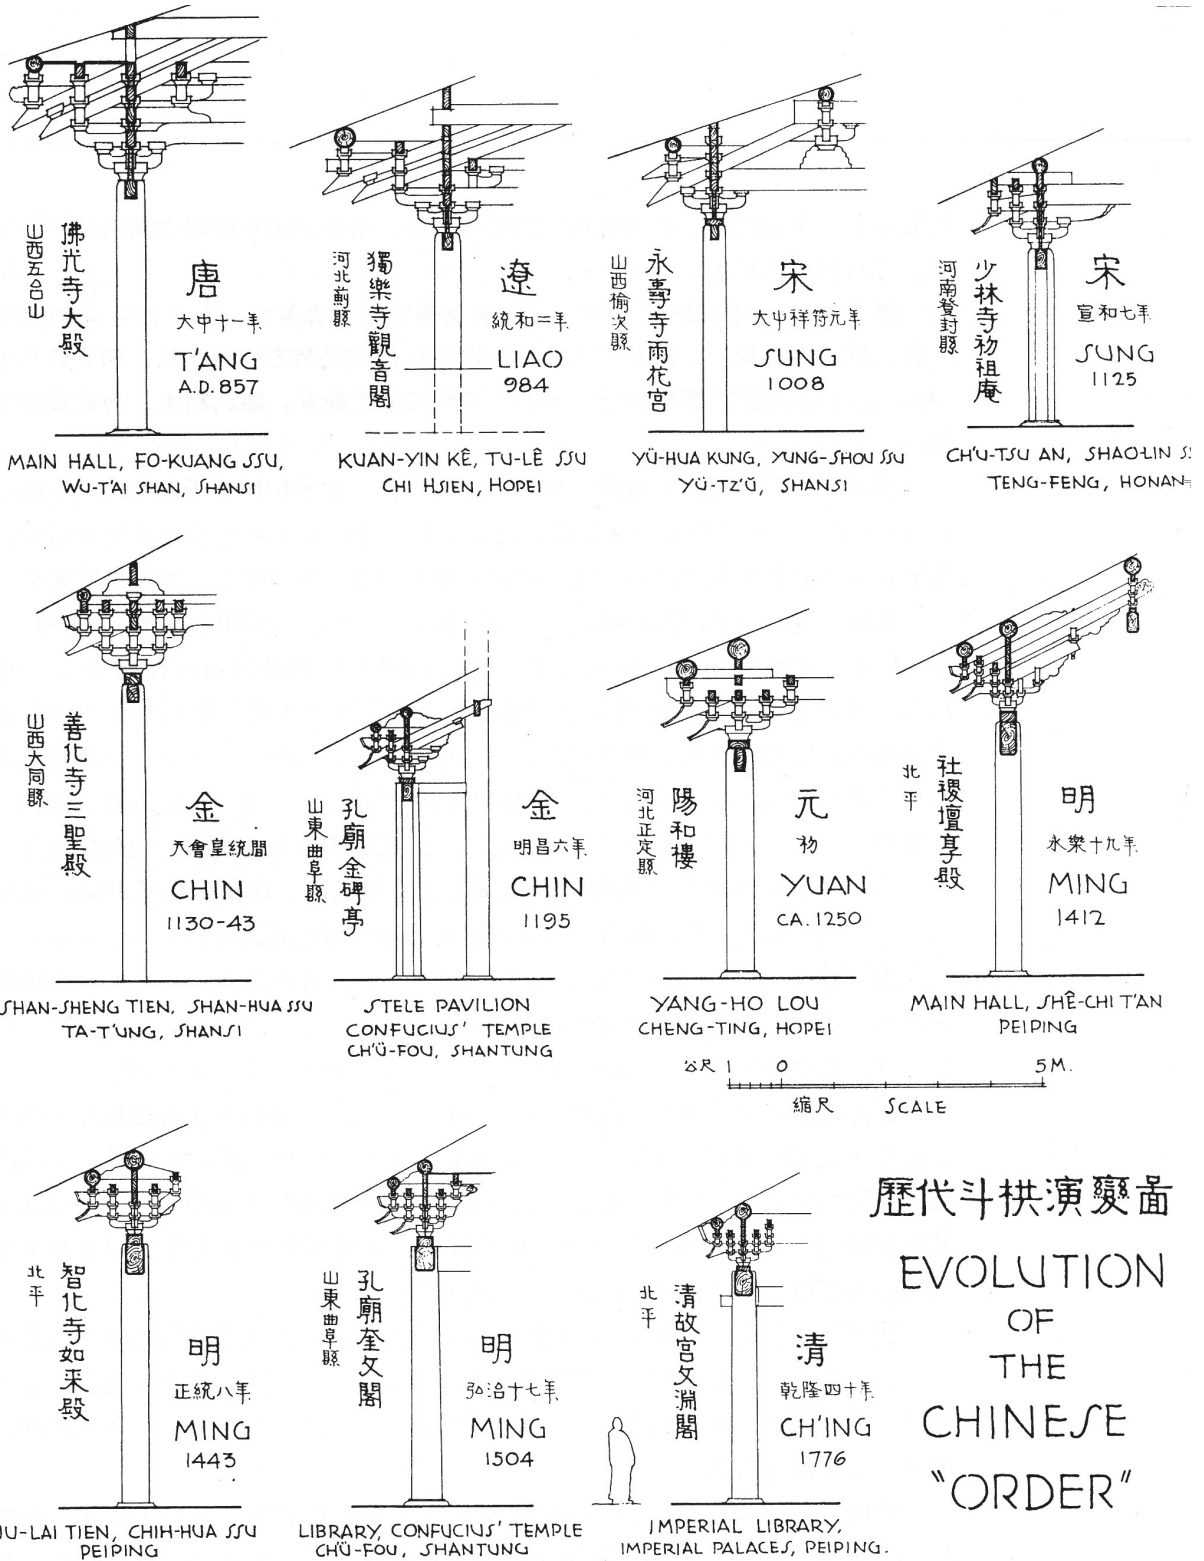 佛光寺大殿
山西五台山
唐
大中十一年
T'ANG
A.D. 857
MAIN HALL, FO-KUANG SSU,
WU-T'AI SHAN, SHANSI
獨樂寺觀音閣
河北薊縣
遼
統和二年
LIAO
984
KUAN-YIN KÊ, TU-LÊ SSU
CHI HSIEN, HOPEI
永壽寺雨花宮
山西榆次縣
宋
大中祥符元年
SUNG
1008
YÜ-HUA KUNG, YUNG-SHOU SSU
YÜ-TZ'Ŭ, SHANSI
少林寺初祖庵
河南登封縣
宋
宣和七年
SUNG
1125
CH'U-TSU AN, SHAO-LIN SS
TENG-FENG, HONAN
善化寺三聖殿
山西大同縣
金
天會皇統間
CHIN
1130-43
SHAN-SHENG TIEN, SHAN-HUA SSU
TA-T'UNG, SHANSI
孔廟金碑亭
山東曲阜縣
金
明昌六年
CHIN
1195
STELE PAVILION
CONFUCIUS' TEMPLE
CH'Ü-FOU, SHANTUNG
陽和樓
河北正定縣
元
初
YUAN
CA. 1250
YANG-HO LOU
CHENG-TING, HOPEI
社稷壇享殿
北平
明
永樂十九年
MING
1412
MAIN HALL, SHÊ-CHI T'AN
PEIPING
公尺 1 0 5 M.
縮尺 SCALE
智化寺如来殿
北平
明
正統八年
MING
1443
JU-LAI TIEN, CHIH-HUA SSU
PEIPING
孔廟奎文閣
山東曲阜縣
明
弘治十七年
MING
1504
LIBRARY, CONFUCIUS' TEMPLE
CH'Ü-FOU, SHANTUNG
清故宮文淵閣
北平
清
乾隆四十年
CH'ING
1776
IMPERIAL LIBRARY,
IMPERIAL PALACES, PEIPING.
歷代斗栱演變圖
EVOLUTION
OF
THE
CHINESE
"ORDER"